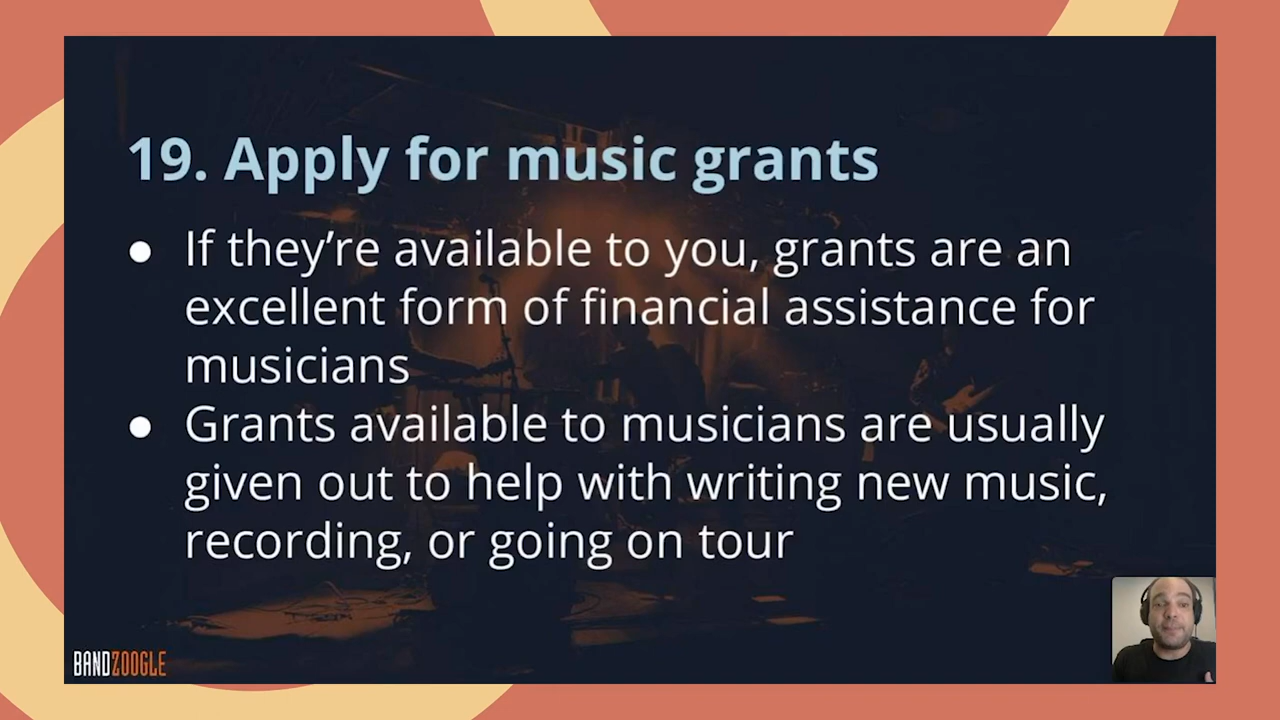 19. Apply for music grants
● If they’re available to you, grants are an
excellent form of financial assistance for
musicians
● Grants available to musicians are usually
given out to help with writing new music,
recording, or going on tour
BANDZOOGLE